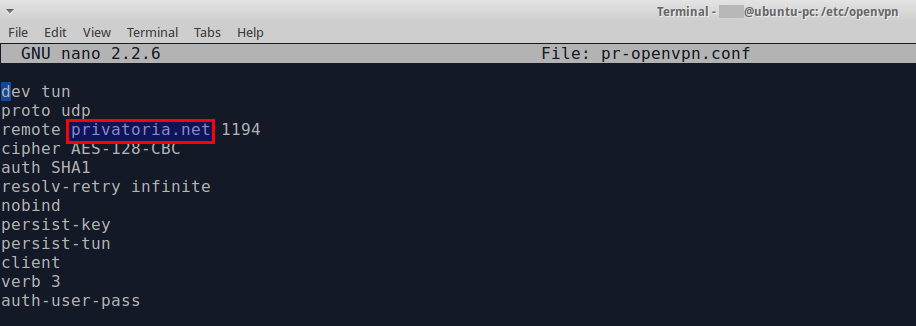 Terminal - @ubuntu-pc: /etc/openvpn
File Edit View Terminal Tabs Help
GNU nano 2.2.6 File: pr-openvpn.conf
dev tun
proto udp
remote privatoria.net 1194
cipher AES-128-CBC
auth SHA1
resolv-retry infinite
nobind
persist-key
persist-tun
client
verb 3
auth-user-pass